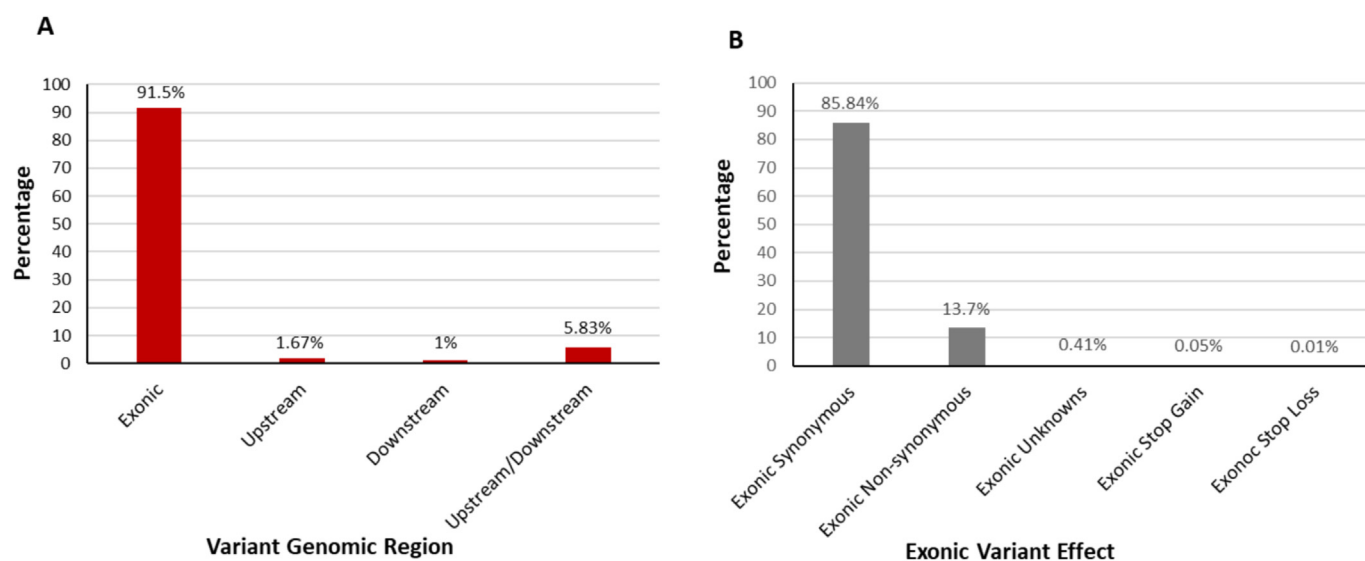 A
Percentage
100
90
80
70
60
50
40
30
20
10
0
91.5%
1.67%
1%
5.83%
Exonic
Upstream
Downstream
Upstream/Downstream
Variant Genomic Region
B
Percentage
100
90
80
70
60
50
40
30
20
10
0
85.84%
13.7%
0.41%
0.05%
0.01%
Exonic Synonymous
Exonic Non-synonymous
Exonic Unknowns
Exonic Stop Gain
Exonoc Stop Loss
Exonic Variant Effect